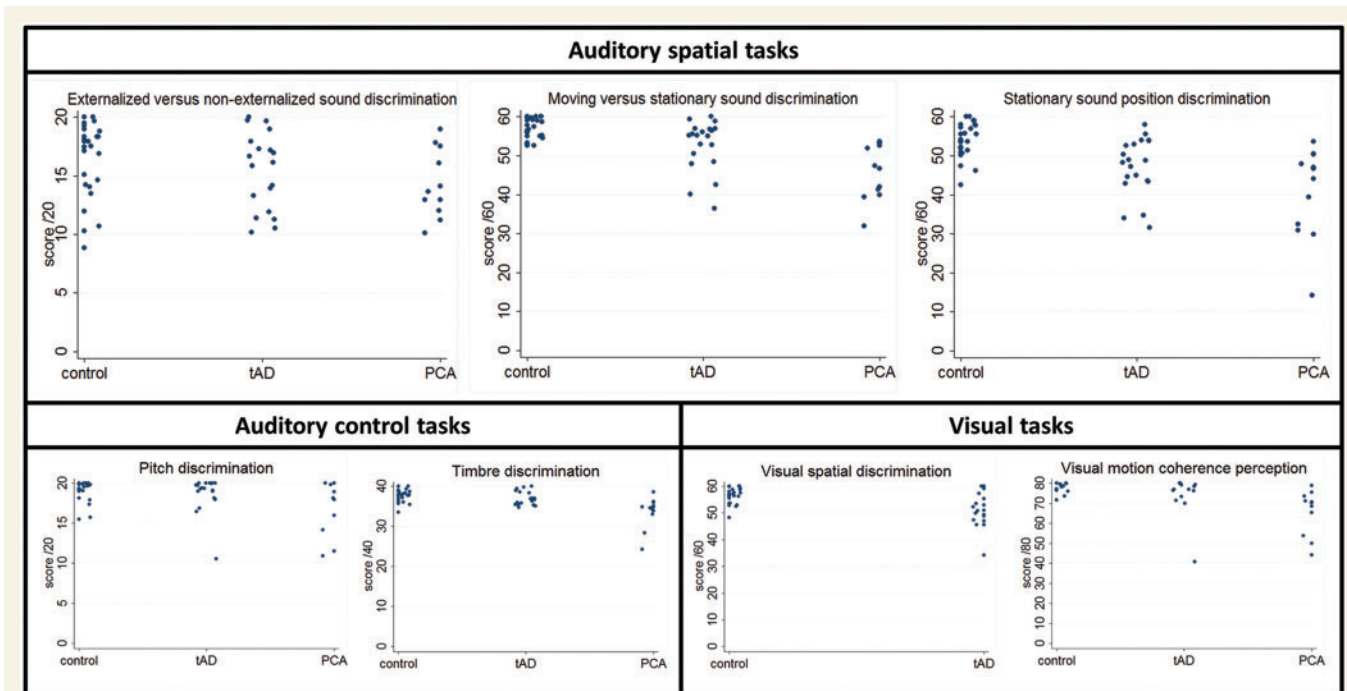 Auditory spatial tasks
Externalized versus non-externalized sound discrimination
score /20
0 5 10 15 20
control tAD PCA
Moving versus stationary sound discrimination
score /60
0 10 20 30 40 50 60
control tAD PCA
Stationary sound position discrimination
score /60
0 10 20 30 40 50 60
control tAD PCA
Auditory control tasks
Pitch discrimination
score /20
0 5 10 15 20
control tAD PCA
Timbre discrimination
score /40
0 10 20 30 40
control tAD PCA
Visual tasks
Visual spatial discrimination
score /60
0 10 20 30 40 50 60
control tAD
Visual motion coherence perception
score /80
0 10 20 30 40 50 60 70 80
control tAD PCA